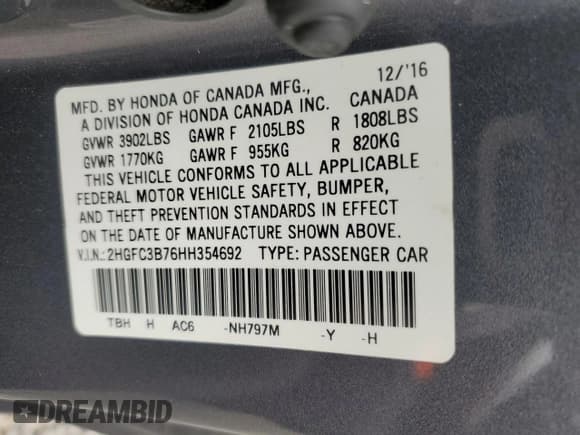 12/'16
MFD. BY HONDA OF CANADA MFG.,
A DIVISION OF HONDA CANADA INC. CANADA
GVWR 3902LBS GAWR F 2105LBS R 1808LBS
GVWR 1770KG GAWR F 955KG R 820KG
THIS VEHICLE CONFORMS TO ALL APPLICABLE
FEDERAL MOTOR VEHICLE SAFETY, BUMPER,
AND THEFT PREVENTION STANDARDS IN EFFECT
ON THE DATE OF MANUFACTURE SHOWN ABOVE.
V.I.N.: 2HGFC3B76HH354692 TYPE: PASSENGER CAR
TBH H AC6 -NH797M -Y -H
DREAMBID